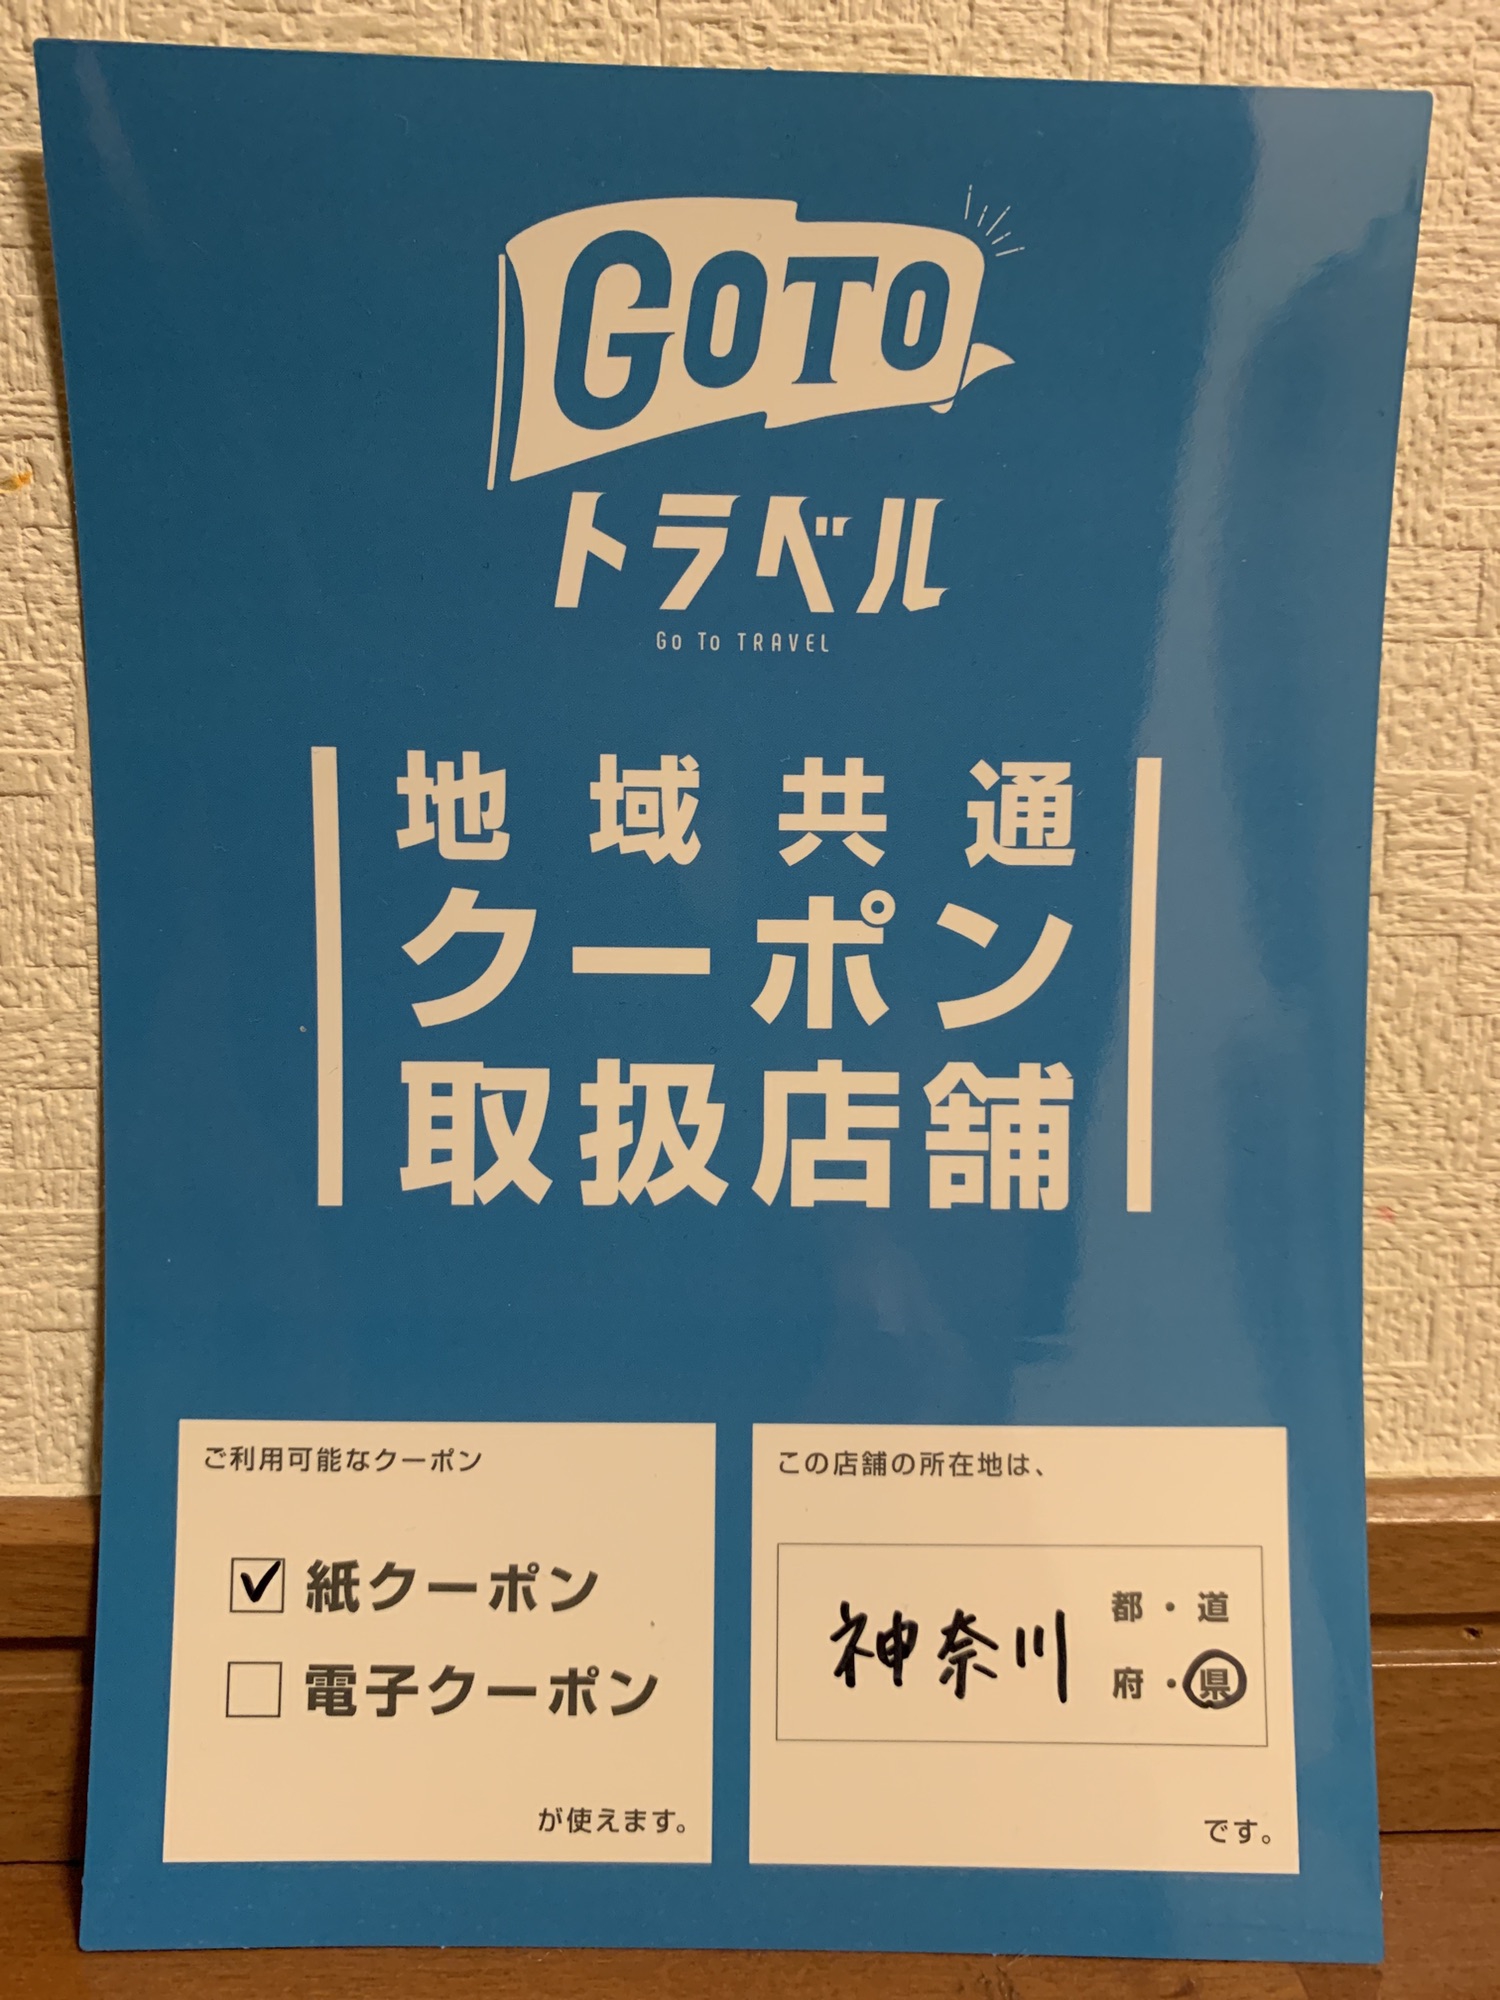 GOTO
トラベル
Go To TRAVEL
地域共通
クーポン
取扱店舗
ご利用可能なクーポン
紙クーポン
電子クーポン
が使えます。
この店舗の所在地は、
神奈川
都・道
府・県
です。